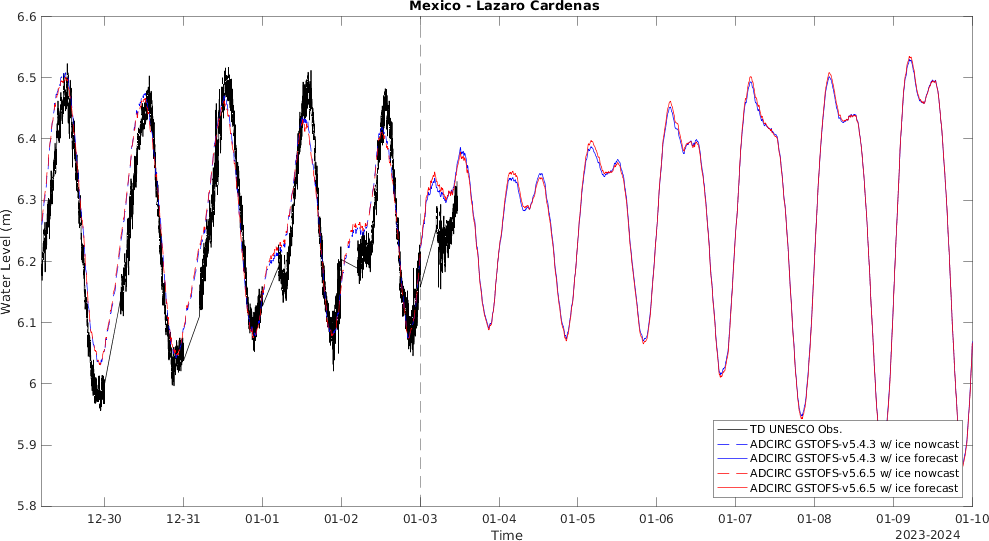 Mexico - Lazaro Cardenas
6.6
6.5
6.4
6.3
6.2
6.1
6
5.9
5.8
Water Level (m)
TD UNESCO Obs.
ADCIRC GSTOFS-v5.4.3 w/ ice nowcast
ADCIRC GSTOFS-v5.4.3 w/ ice forecast
ADCIRC GSTOFS-v5.6.5 w/ ice nowcast
ADCIRC GSTOFS-v5.6.5 w/ ice forecast
12-30 12-31 01-01 01-02 01-03 01-04 01-05 01-06 01-07 01-08 01-09 01-10
Time
2023-2024